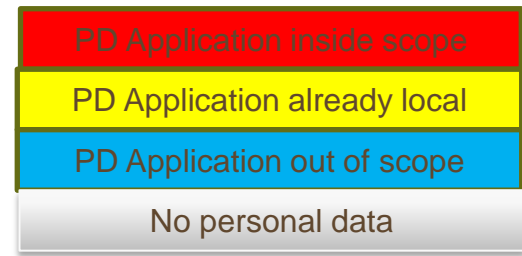 PD Application inside scope
PD Application already local
PD Application out of scope
No personal data